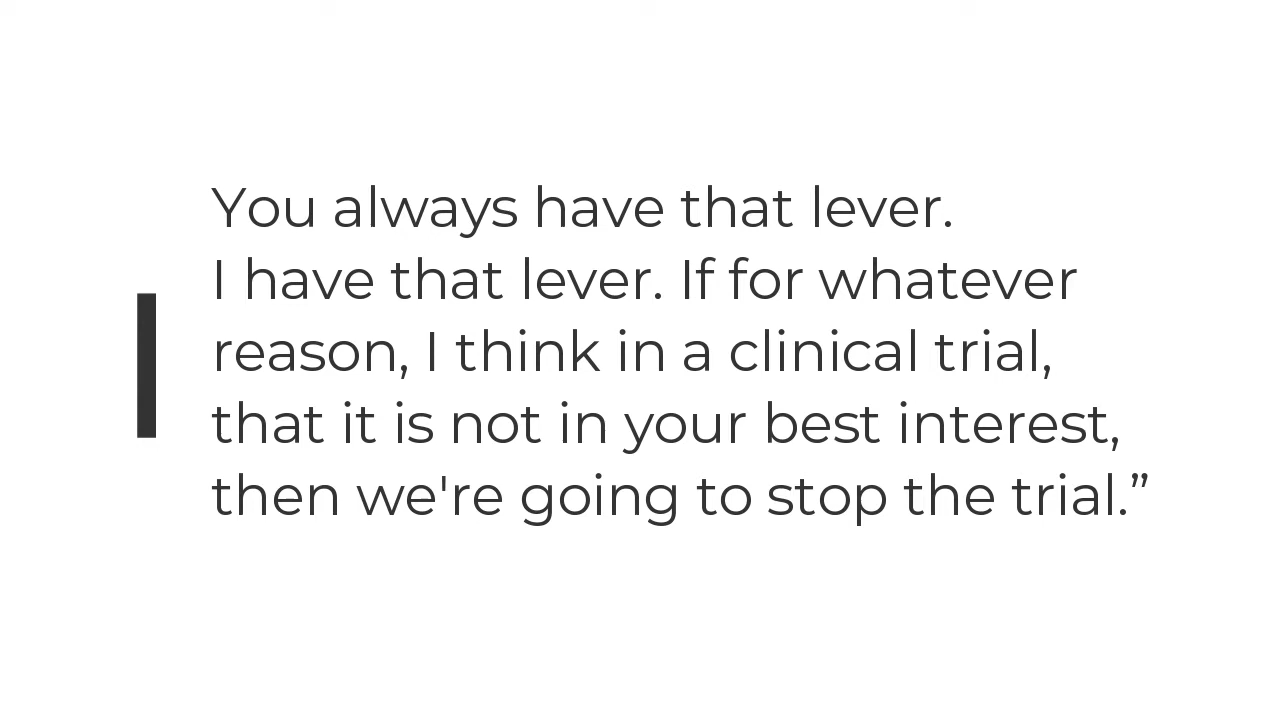 You always have that lever.
I have that lever. If for whatever
reason, I think in a clinical trial,
that it is not in your best interest,
then we're going to stop the trial.”